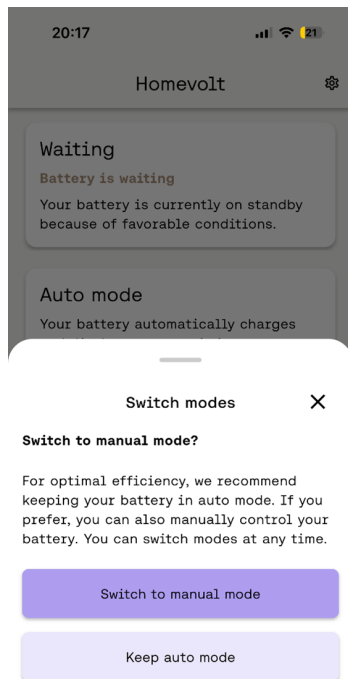 20:17
21
Homevolt
Waiting
Battery is waiting
Your battery is currently on standby
because of favorable conditions.
Auto mode
Your battery automatically charges
Switch modes
Switch to manual mode?
For optimal efficiency, we recommend
keeping your battery in auto mode. If you
prefer, you can also manually control your
battery. You can switch modes at any time.
Switch to manual mode
Keep auto mode